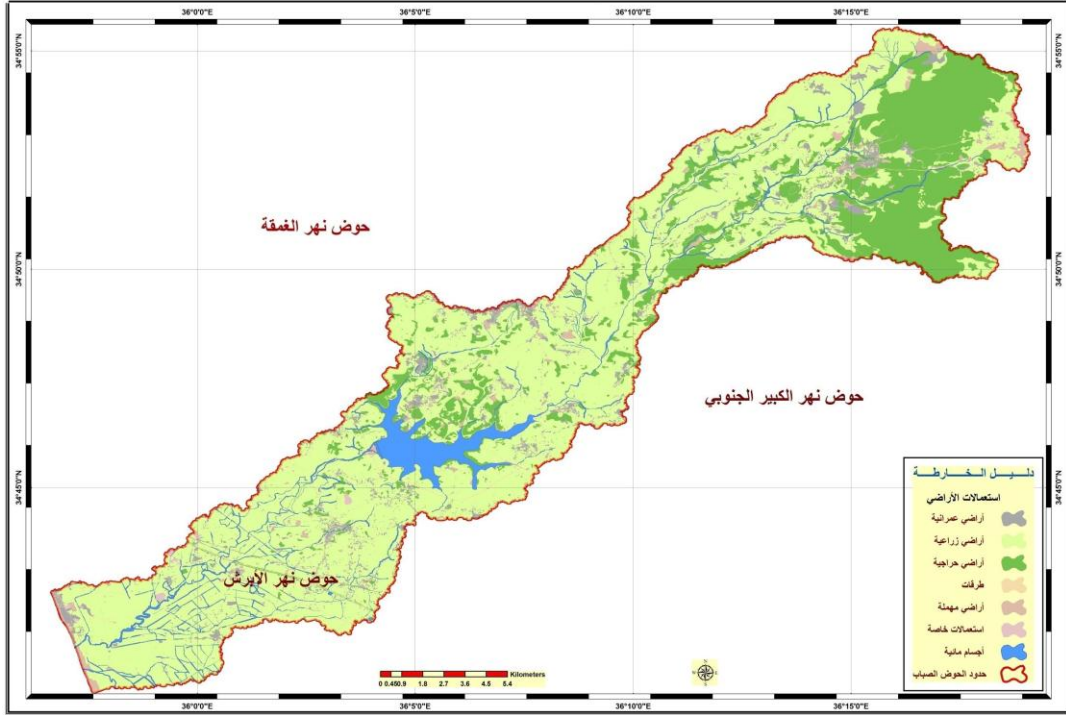 36°0'0"E 36°5'0"E 36°10'0"E 36°15'0"E
34°55'0"N 34°55'0"N
حوض نهر الغمقة
34°50'0"N 34°50'0"N
حوض نهر الكبير الجنوبي
34°45'0"N 34°45'0"N
حوض نهر الابرش
دلــيــل الـخــارطــة
استعمالات الأراضي
أراضي عمرانية
أراضي زراعية
أراضي حراجية
طرقات
أراضي مهملة
استعمالات خاصة
أجسام مائية
حدود الحوض الصباب
Kilometers
0 0.45 0.9 1.8 2.7 3.6 4.5 5.4
N
36°0'0"E 36°5'0"E 36°10'0"E 36°15'0"E